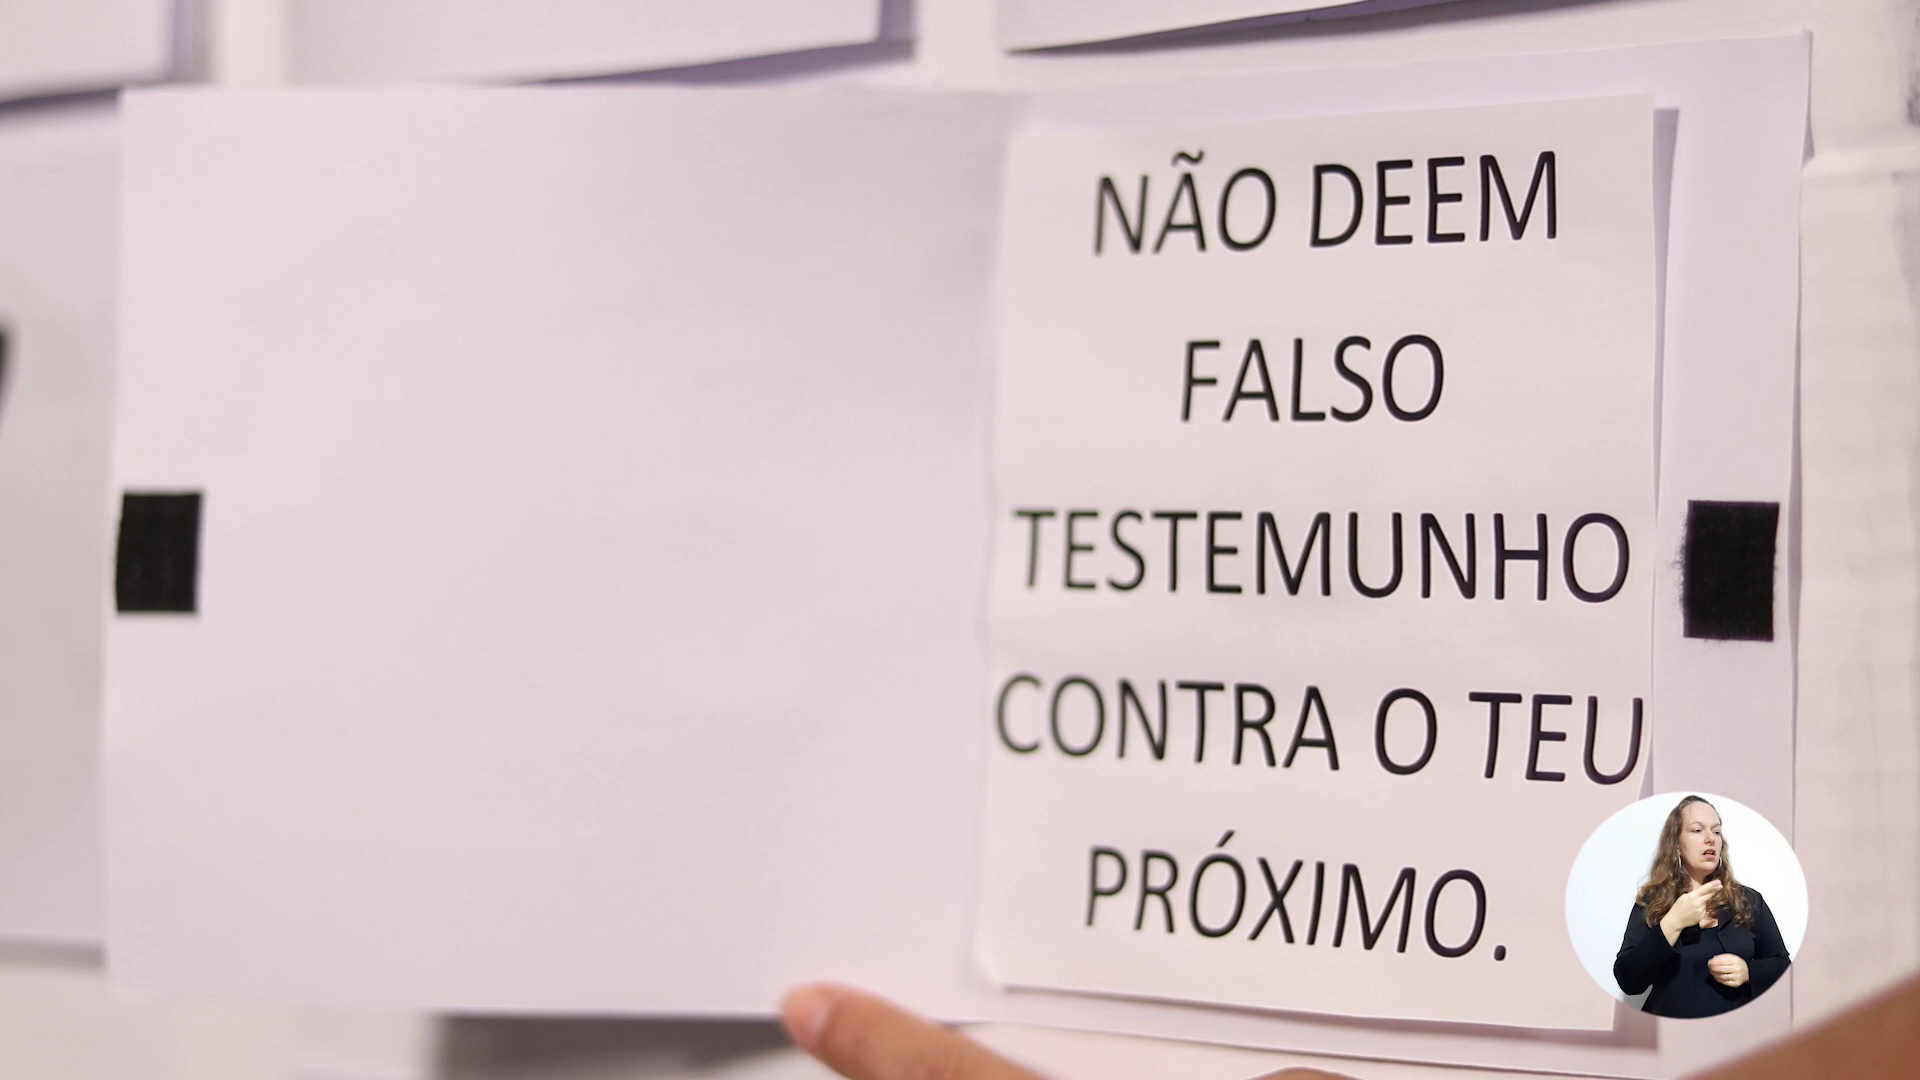 NÃO DEEM
FALSO
TESTEMUNHO
CONTRA O TEU
PRÓXIMO.